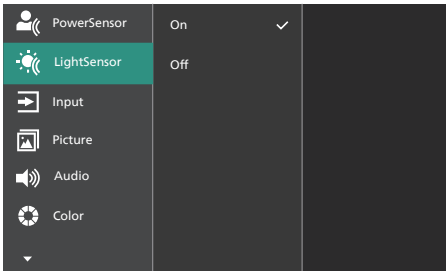 PowerSensor
LightSensor
Input
Picture
Audio
Color
On
Off